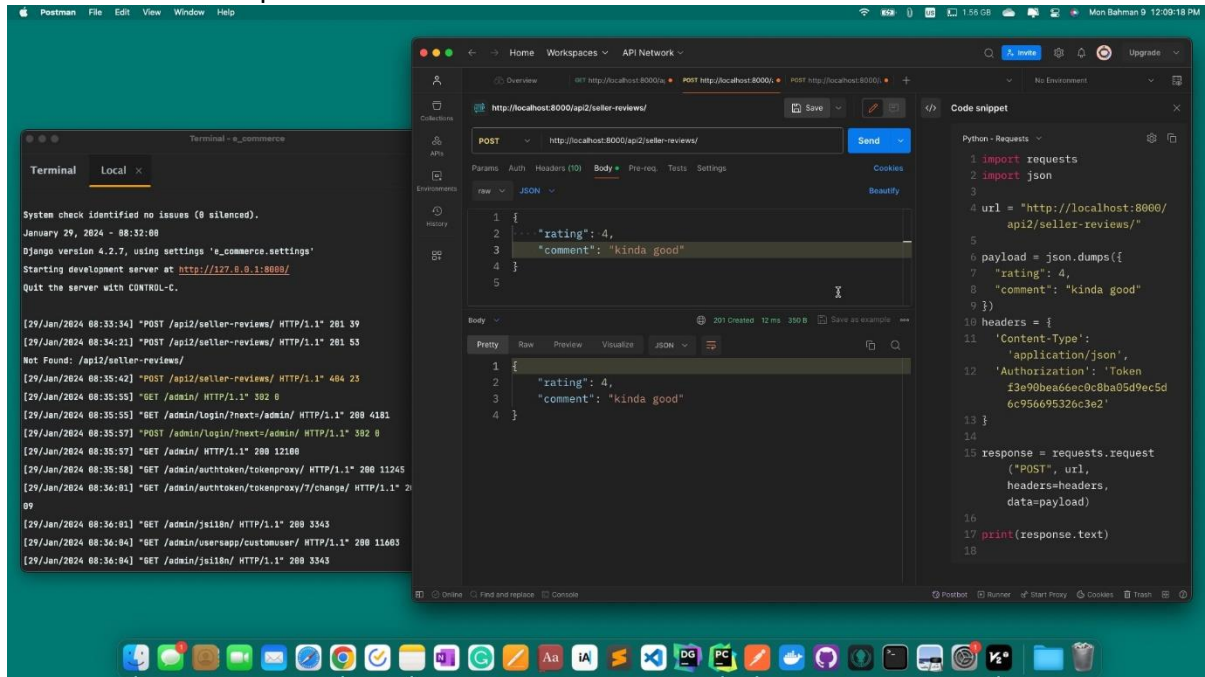 Postman File Edit View Window Help
1.56 GB Mon Bahman 9 12:09:18 PM
Terminal - e_commerce
Terminal Local ×
System check identified no issues (0 silenced).
January 29, 2024 - 08:32:00
Django version 4.2.7, using settings 'e_commerce.settings'
Starting development server at http://127.0.0.1:8000/
Quit the server with CONTROL-C.
[29/Jan/2024 08:33:34] "POST /api2/seller-reviews/ HTTP/1.1" 201 39
[29/Jan/2024 08:34:21] "POST /api2/seller-reviews/ HTTP/1.1" 201 53
Not Found: /api2/seller-reviews/
[29/Jan/2024 08:35:42] "POST /api2/seller-reviews/ HTTP/1.1" 404 23
[29/Jan/2024 08:35:55] "GET /admin/ HTTP/1.1" 302 0
[29/Jan/2024 08:35:55] "GET /admin/login/?next=/admin/ HTTP/1.1" 200 4181
[29/Jan/2024 08:35:57] "POST /admin/login/?next=/admin/ HTTP/1.1" 302 0
[29/Jan/2024 08:35:57] "GET /admin/ HTTP/1.1" 200 12100
[29/Jan/2024 08:35:58] "GET /admin/authtoken/tokenproxy/ HTTP/1.1" 200 11245
[29/Jan/2024 08:36:01] "GET /admin/authtoken/tokenproxy/7/change/ HTTP/1.1" 2
09
[29/Jan/2024 08:36:01] "GET /admin/jsi18n/ HTTP/1.1" 200 3343
[29/Jan/2024 08:36:04] "GET /admin/usersapp/customuser/ HTTP/1.1" 200 11603
[29/Jan/2024 08:36:04] "GET /admin/jsi18n/ HTTP/1.1" 200 3343
Home Workspaces API Network
Invite Upgrade
Overview GET http://localhost:8000/a POST http://localhost:8000/ POST http://localhost:8000/ + No Environment
Collections
APIs
Environments
History
http://localhost:8000/api2/seller-reviews/ Save
POST http://localhost:8000/api2/seller-reviews/ Send
Params Auth Headers (10) Body Pre-req. Tests Settings Cookies
raw JSON Beautify
1 {
2 ····"rating":·4,
3 "comment": "kinda good"
4 }
5
Body 201 Created 12 ms 350 B Save as example
Pretty Raw Preview Visualize JSON
1 {
2 "rating": 4,
3 "comment": "kinda good"
4 }
Code snippet
Python - Requests
1 import requests
2 import json
3
4 url = "http://localhost:8000/
api2/seller-reviews/"
5
6 payload = json.dumps({
7 "rating": 4,
8 "comment": "kinda good"
9 })
10 headers = {
11 'Content-Type':
'application/json',
12 'Authorization': 'Token
f3e90bea66ec0c8ba05d9ec5d
6c956695326c3e2'
13 }
14
15 response = requests.request
("POST", url,
headers=headers,
data=payload)
16
17 print(response.text)
18
Online Find and replace Console Postbot Runner Start Proxy Cookies Trash